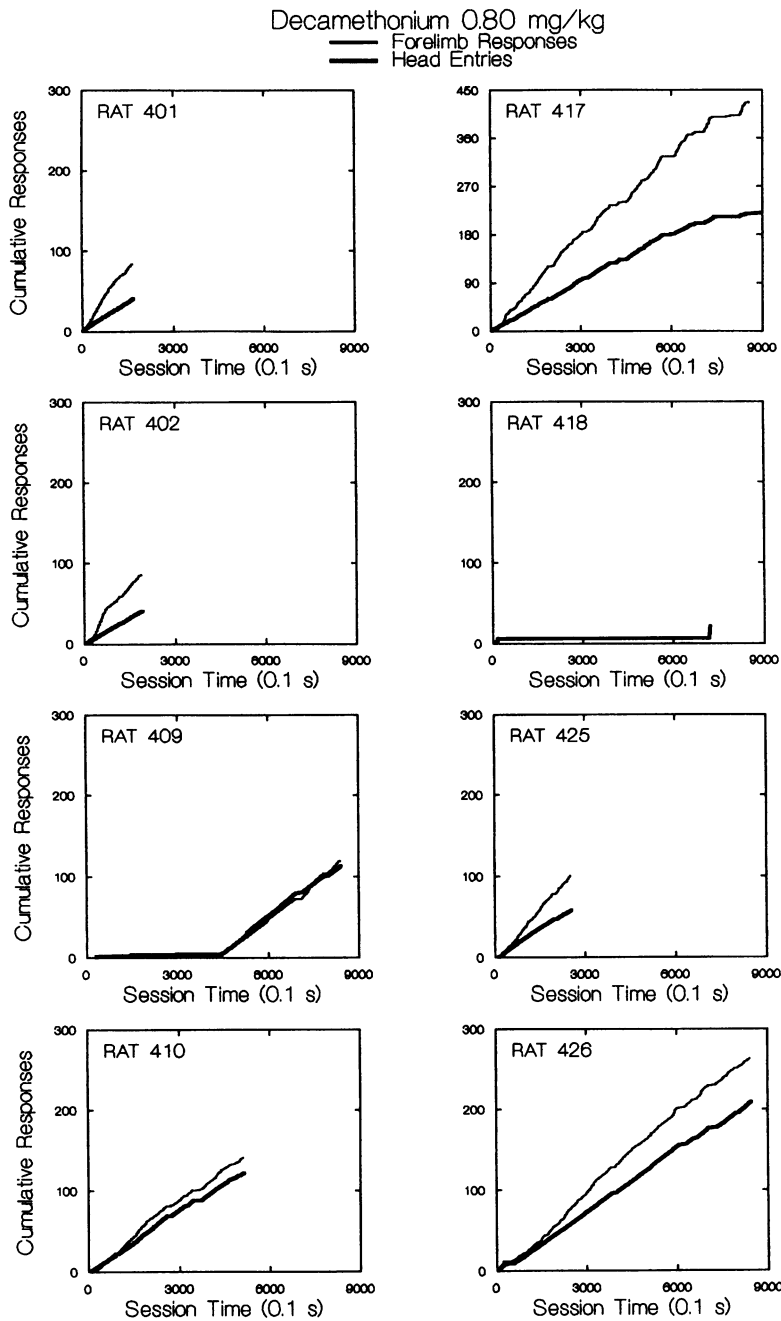 Decamethonium 0.80 mg/kg
Forelimb Responses
Head Entries
RAT 401
Cumulative Responses
300
200
100
0
0 3000 6000 9000
Session Time (0.1 s)
RAT 417
450
360
270
180
90
0
0 3000 6000 9000
Session Time (0.1 s)
RAT 402
Cumulative Responses
300
200
100
0
0 3000 6000 9000
Session Time (0.1 s)
RAT 418
300
200
100
0
0 3000 6000 9000
Session Time (0.1 s)
RAT 409
Cumulative Responses
300
200
100
0
0 3000 6000 9000
Session Time (0.1 s)
RAT 425
300
200
100
0
0 3000 6000 9000
Session Time (0.1 s)
RAT 410
Cumulative Responses
300
200
100
0
0 3000 6000 9000
Session Time (0.1 s)
RAT 426
300
200
100
0
0 3000 6000 9000
Session Time (0.1 s)